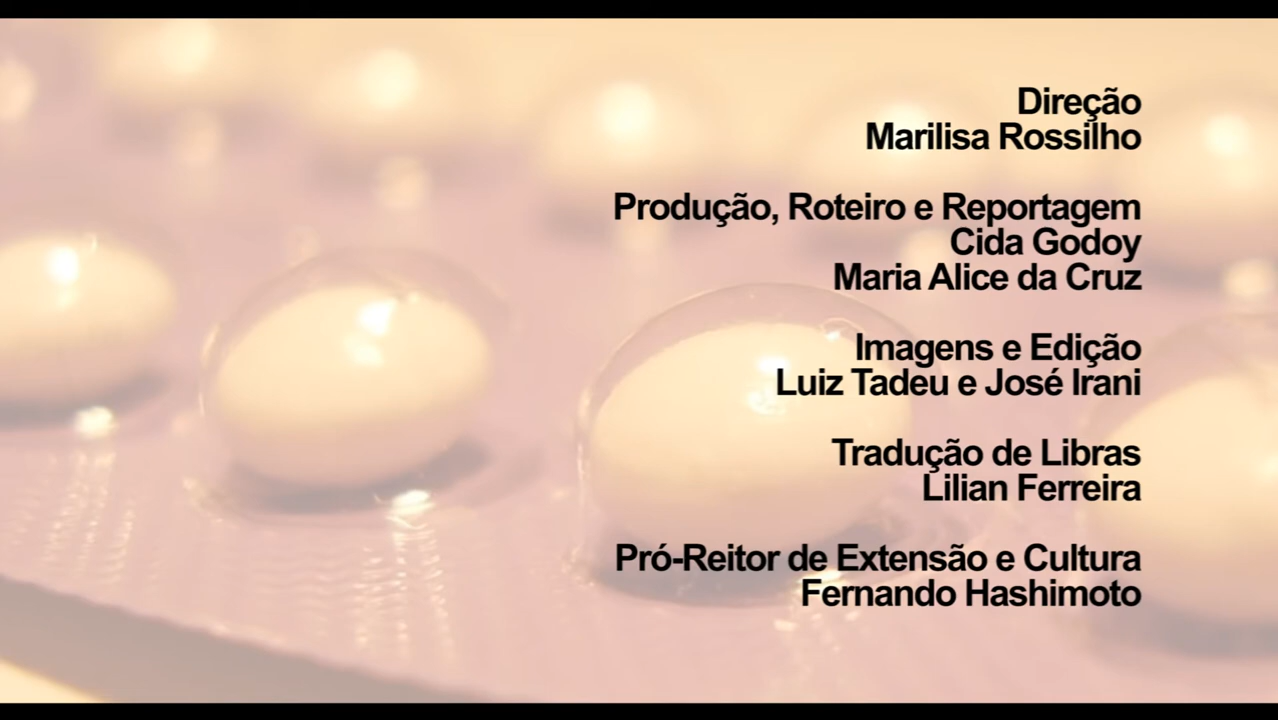 Direção
Marilisa Rossilho
Produção, Roteiro e Reportagem
Cida Godoy
Maria Alice da Cruz
Imagens e Edição
Luiz Tadeu e José Irani
Tradução de Libras
Lilian Ferreira
Pró-Reitor de Extensão e Cultura
Fernando Hashimoto